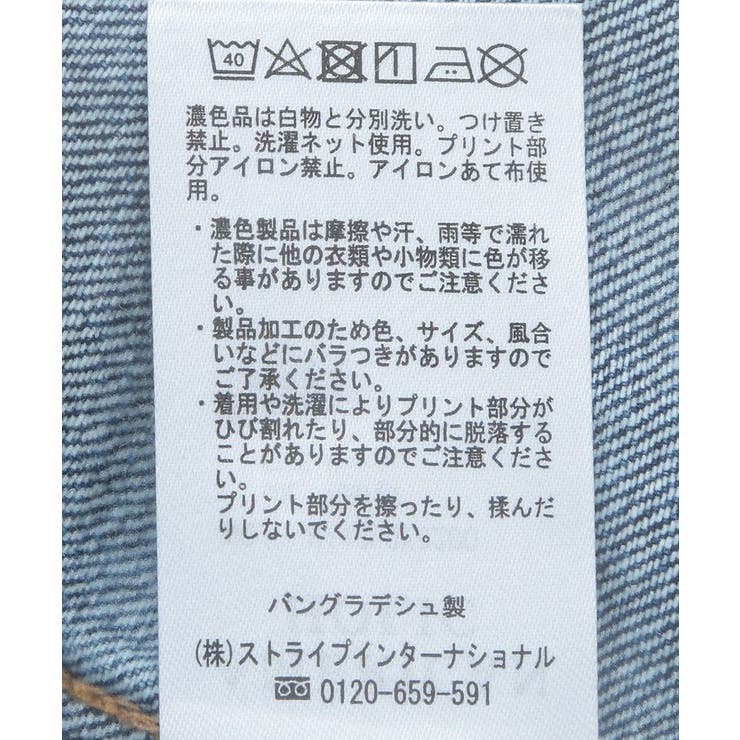 40
濃色品は白物と分別洗い。つけ置き
禁止。洗濯ネット使用。プリント部
分アイロン禁止。アイロンあて布使
用。
・濃色製品は摩擦や汗、雨等で濡れ
た際に他の衣類や小物類に色が移
る事がありますのでご注意くださ
い。
・製品加工のため色、サイズ、風合
いなどにバラつきがありますので
ご了承ください。
・着用や洗濯によりプリント部分が
ひび割れたり、部分的に脱落する
ことがありますのでご注意くださ
い。
プリント部分を擦ったり、揉んだ
りしないでください。
バングラデシュ製
(株)ストライプインターナショナル
0120-659-591